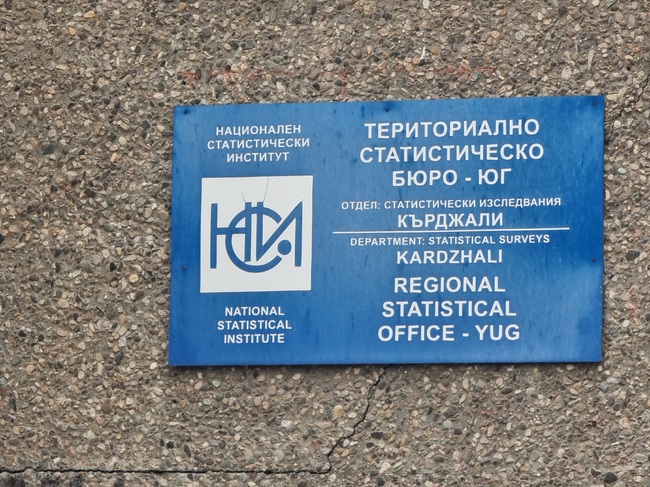 НАЦИОНАЛЕН
СТАТИСТИЧЕСКИ
ИНСТИТУТ
НСИ
NATIONAL
STATISTICAL
INSTITUTE
ТЕРИТОРИАЛНО
СТАТИСТИЧЕСКО
БЮРО - ЮГ
ОТДЕЛ: СТАТИСТИЧЕСКИ ИЗСЛЕДВАНИЯ
КЪРДЖАЛИ
DEPARTMENT: STATISTICAL SURVEYS
KARDZHALI
REGIONAL
STATISTICAL
OFFICE - YUG